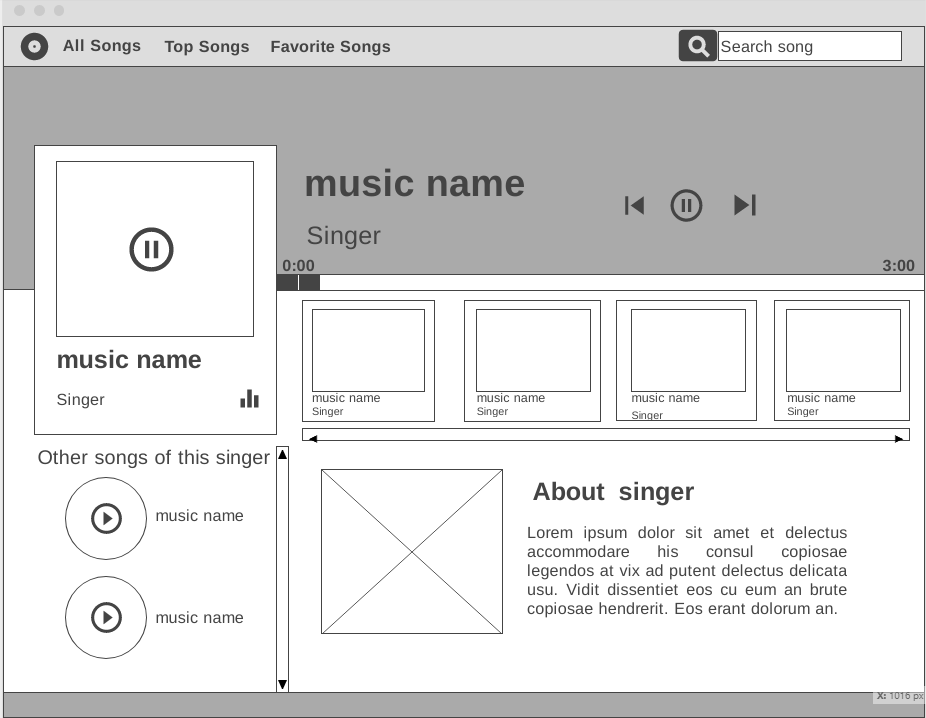 All Songs Top Songs Favorite Songs Search song
music name
Singer
0:00 3:00
music name
Singer
music name music name music name music name
Singer Singer Singer Singer
Other songs of this singer
music name
music name
About singer
Lorem ipsum dolor sit amet et delectus
accommodare his consul copiosae
legendos at vix ad putent delectus delicata
usu. Vidit dissentiet eos cu eum an brute
copiosae hendrerit. Eos erant dolorum an.
X: 1016 px